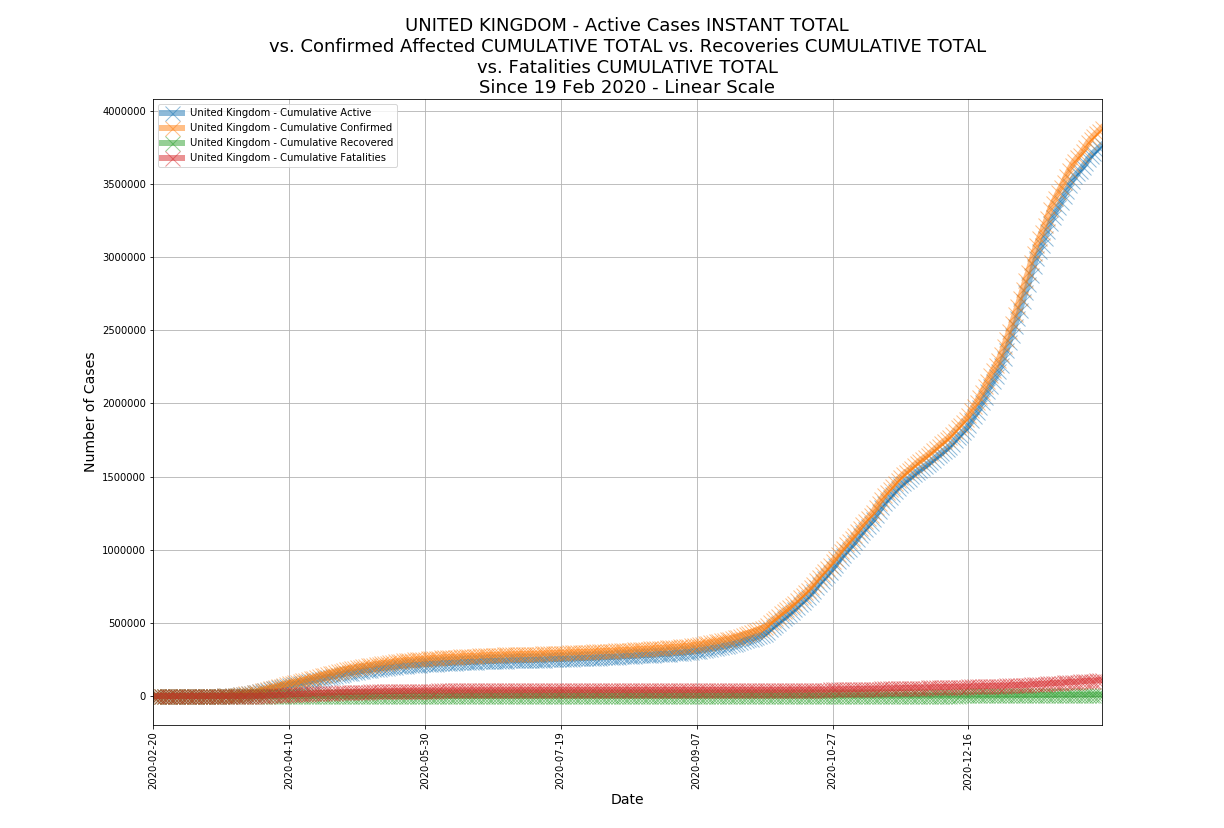 UNITED KINGDOM - Active Cases INSTANT TOTAL
vs. Confirmed Affected CUMULATIVE TOTAL vs. Recoveries CUMULATIVE TOTAL
vs. Fatalities CUMULATIVE TOTAL
Since 19 Feb 2020 - Linear Scale
United Kingdom - Cumulative Active
United Kingdom - Cumulative Confirmed
United Kingdom - Cumulative Recovered
United Kingdom - Cumulative Fatalities
Number of Cases
4000000
3500000
3000000
2500000
2000000
1500000
1000000
500000
0
2020-02-20
2020-04-10
2020-05-30
2020-07-19
2020-09-07
2020-10-27
2020-12-16
Date